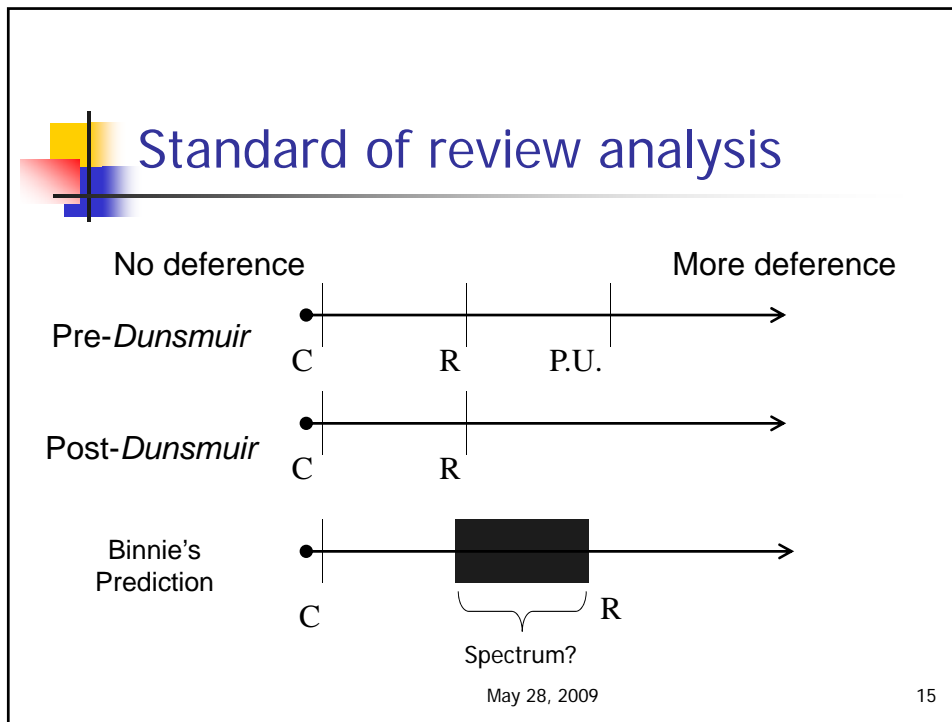 Standard of review analysis
No deference More deference
Pre-Dunsmuir
C R P.U.
Post-Dunsmuir
C R
Binnie's
Prediction
C R
Spectrum?
May 28, 2009 15